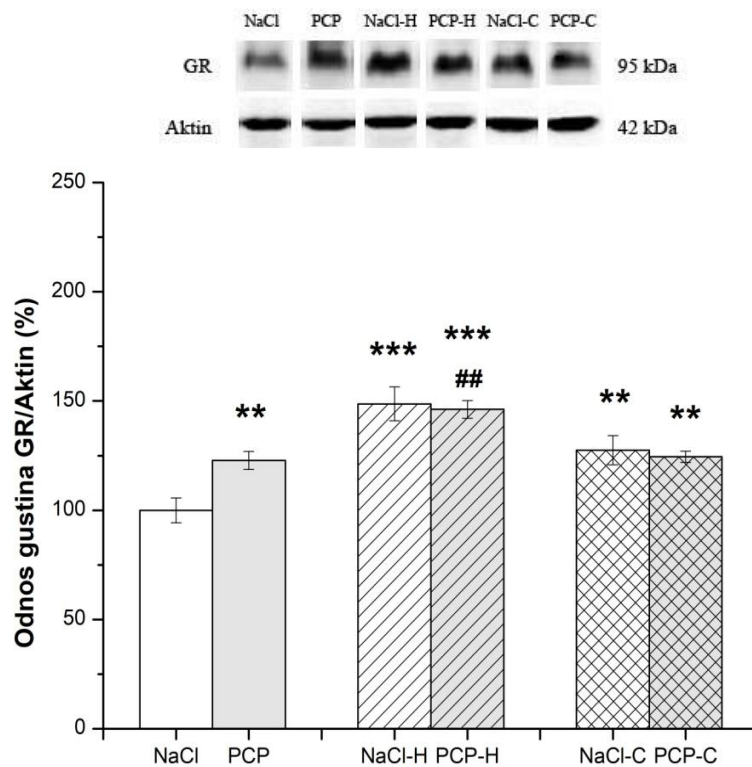 NaCl PCP NaCl-H PCP-H NaCl-C PCP-C
GR 95 kDa
Aktin 42 kDa
Odnos gustina GR/Aktin (%)
250
200
150
100
50
0
** *** *** ## ** **
NaCl PCP NaCl-H PCP-H NaCl-C PCP-C